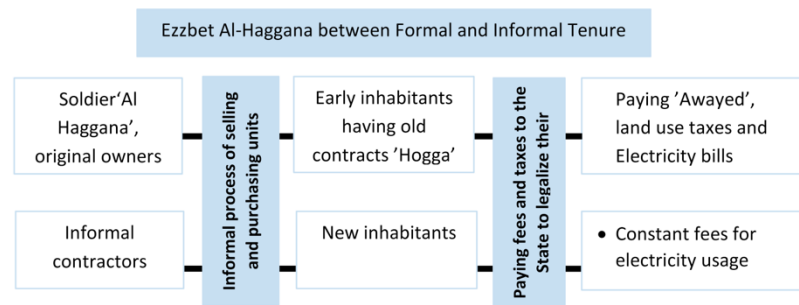 Ezzbet Al-Haggana between Formal and Informal Tenure
Soldier‘Al
Haggana’,
original owners
Informal process of selling
and purchasing units
Early inhabitants
having old
contracts ’Hogga’
Paying fees and taxes to the
State to legalize their
Paying ’Awayed’,
land use taxes and
Electricity bills
Informal
contractors
New inhabitants
• Constant fees for
electricity usage